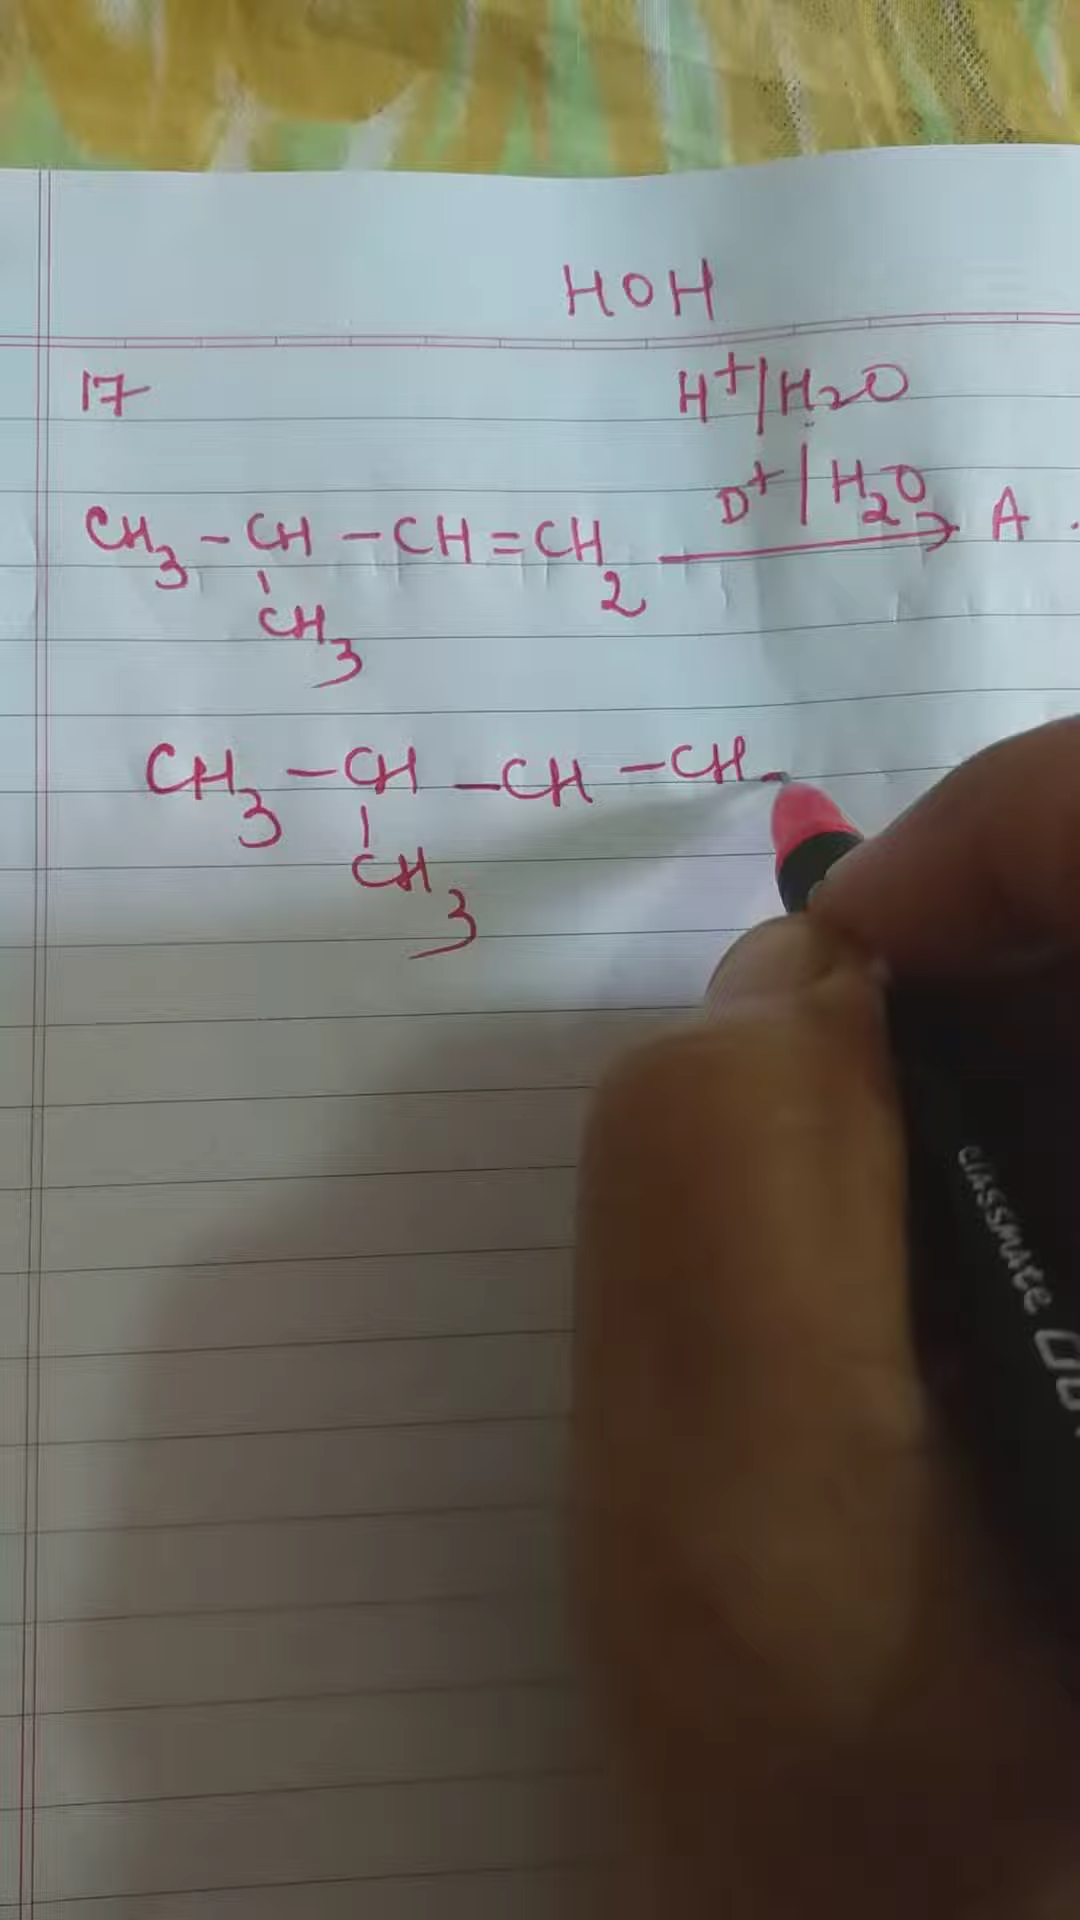 HOH
17
H⁺/H₂O
D⁺/H₂O
CH₃-CH-CH=CH₂ → A.
CH₃
CH₃-CH-CH-CH-
CH₃
classmate